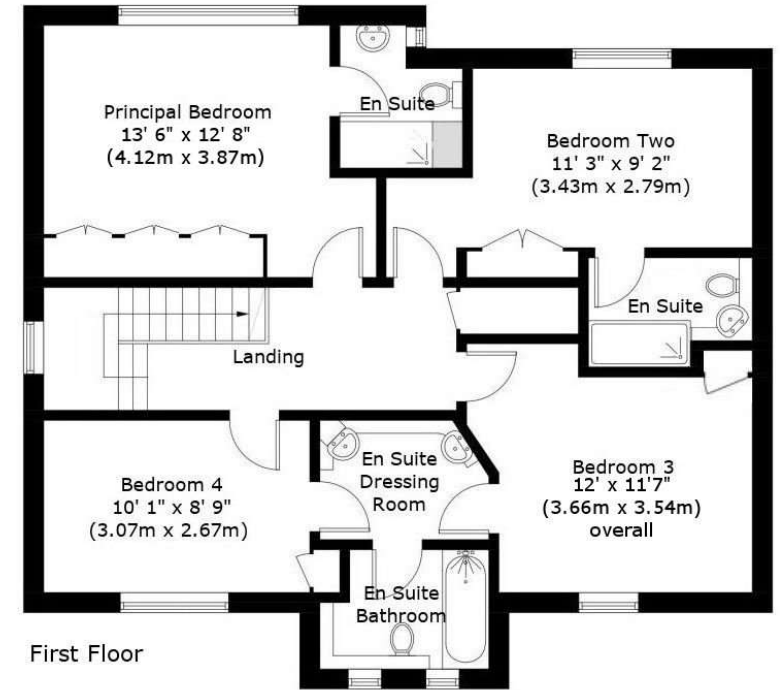 Principal Bedroom
13' 6" x 12' 8"
(4.12m x 3.87m)
En Suite
Bedroom Two
11' 3" x 9' 2"
(3.43m x 2.79m)
En Suite
Landing
Bedroom 4
10' 1" x 8' 9"
(3.07m x 2.67m)
En Suite
Dressing
Room
Bedroom 3
12' x 11'7"
(3.66m x 3.54m)
overall
En Suite
Bathroom
First Floor